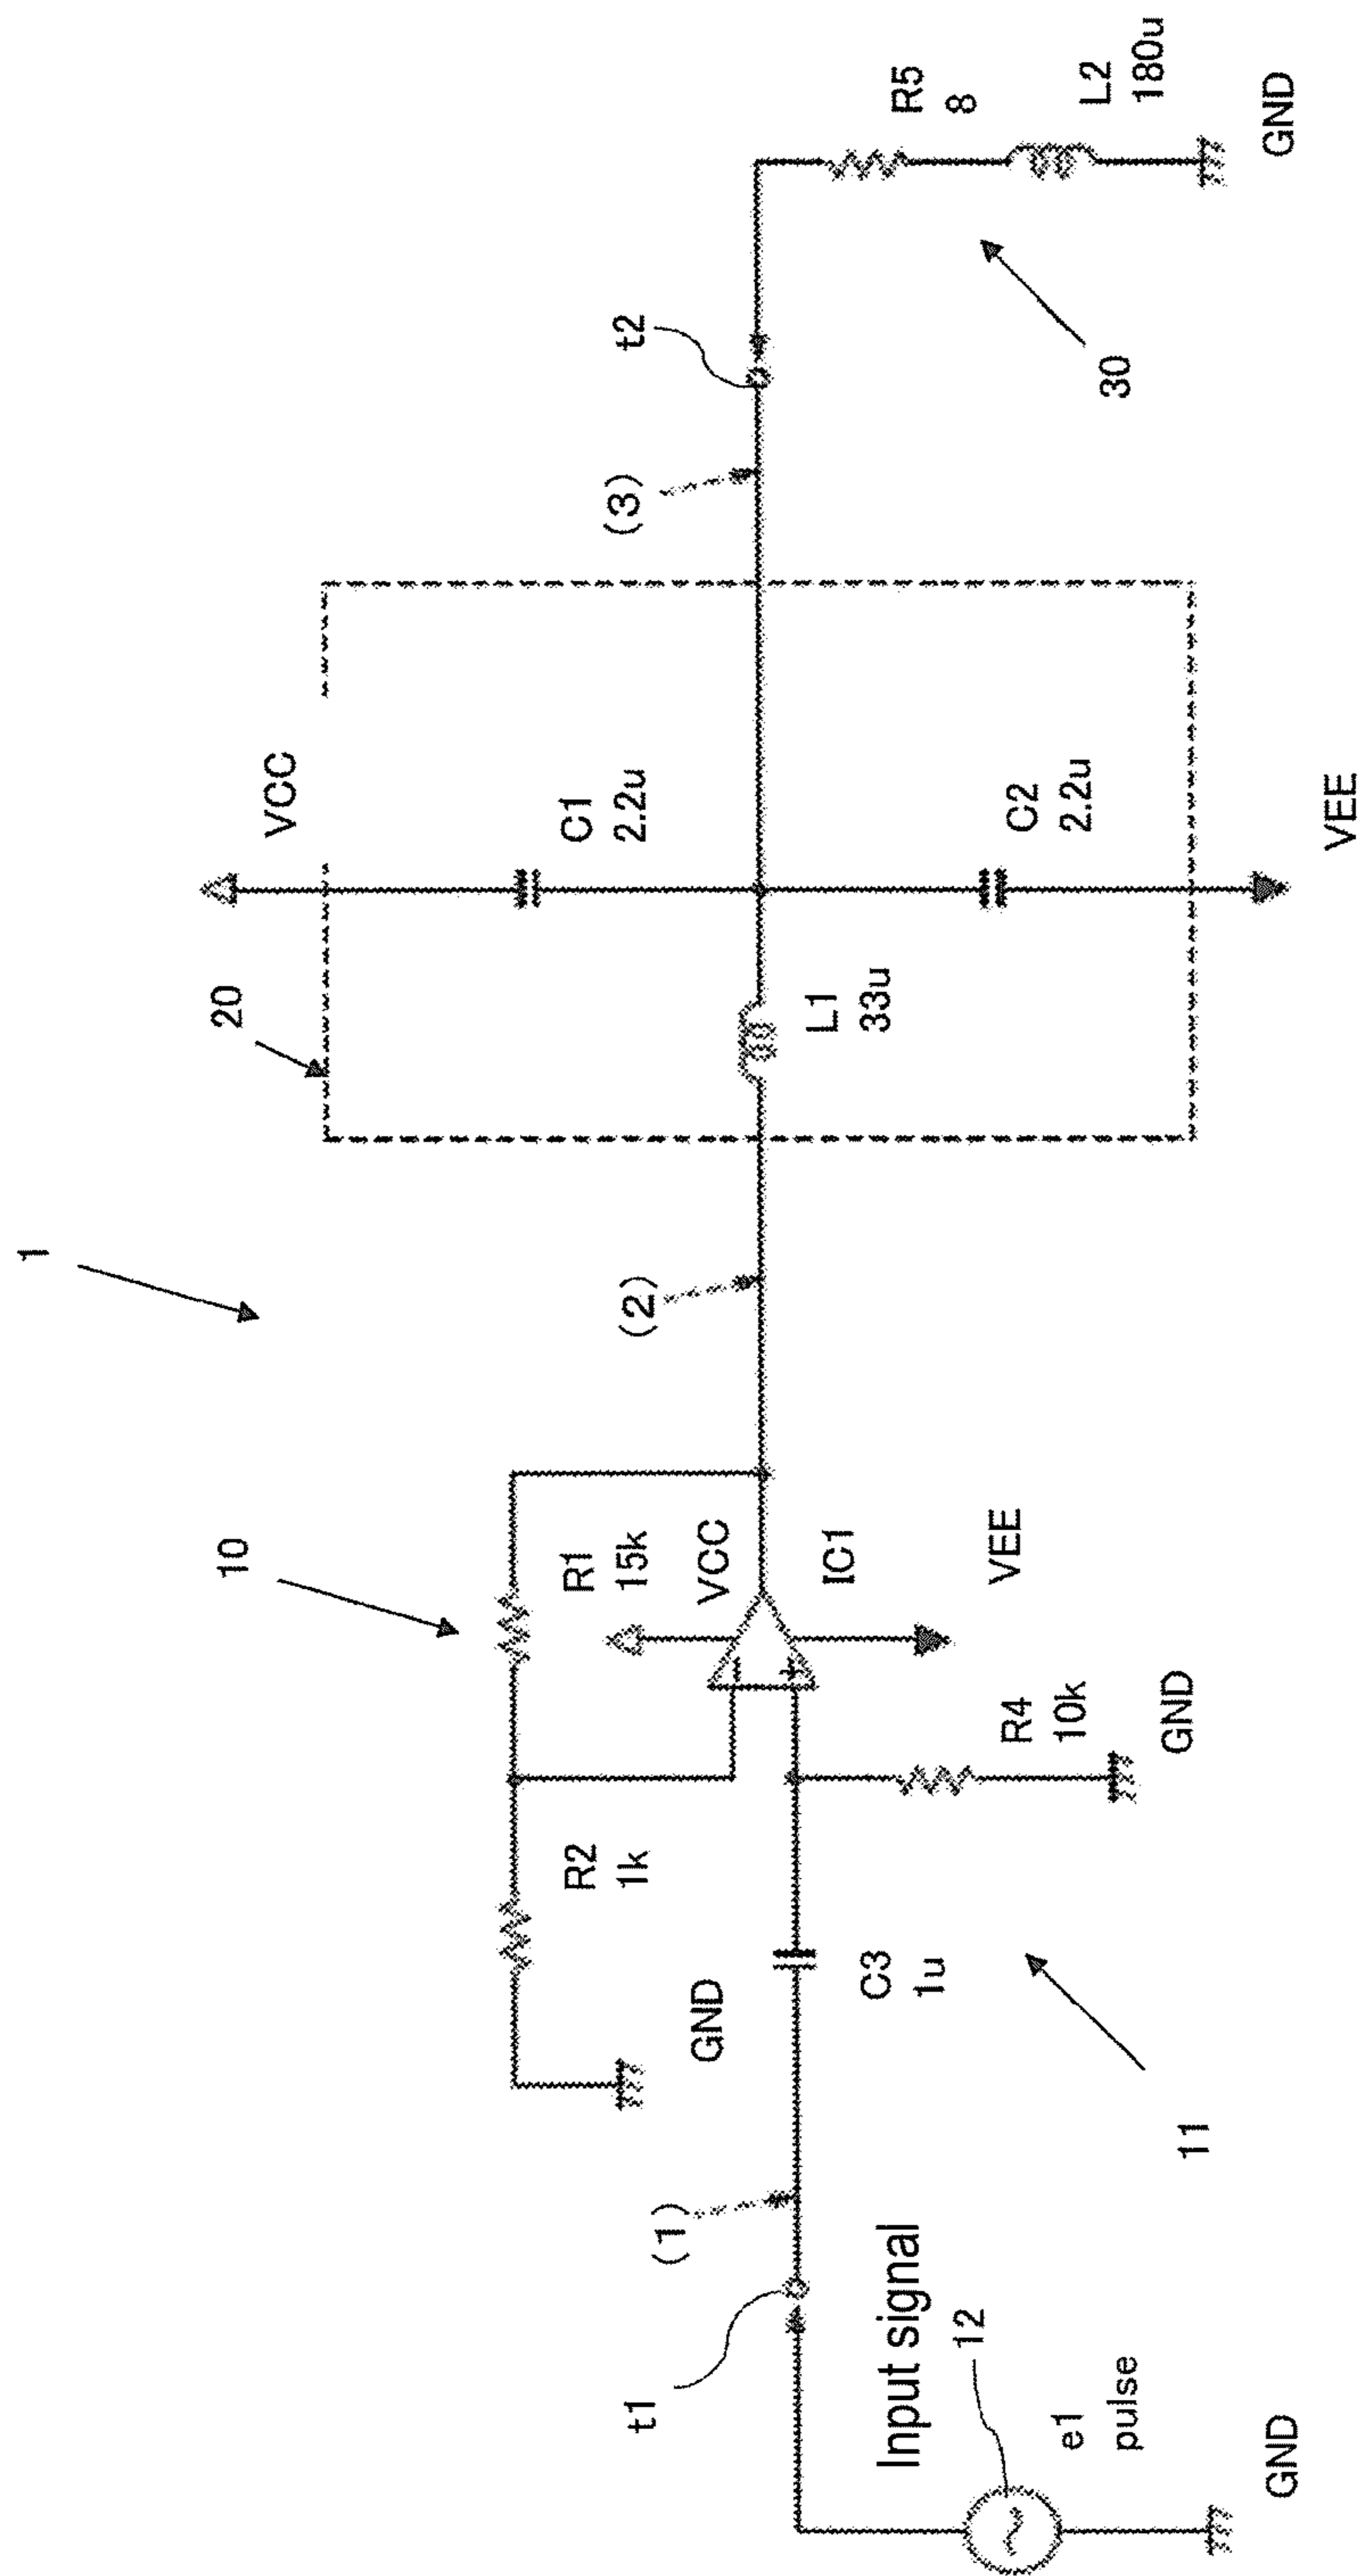 1
10
20
VCC
R1
15k
R2
1k
GND
VCC
IC1
VEE
C1
2.2u
(2)
(3)
t2
L1
33u
C2
2.2u
VEE
R5
8
L2
180u
GND
30
t1
(1)
Input signal
12
e1
pulse
GND
C3
1u
R4
10k
GND
11